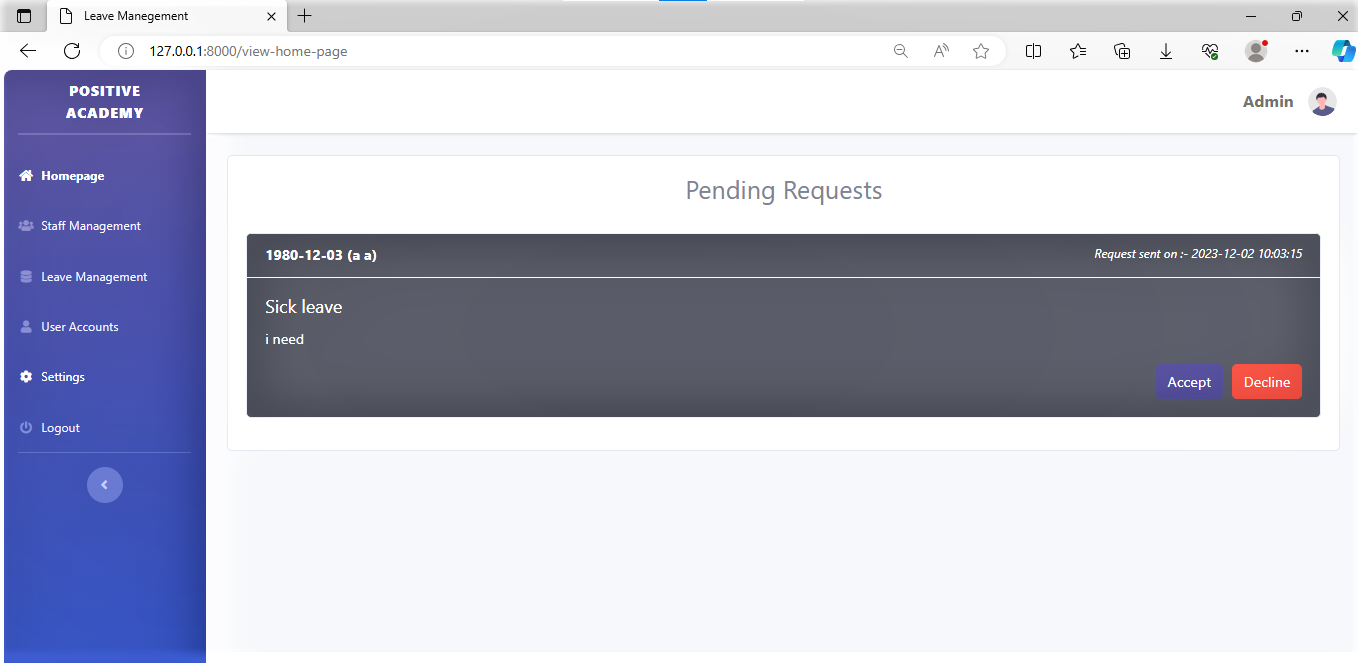 Leave Manegement
127.0.0.1:8000/view-home-page
POSITIVE
ACADEMY
Admin
Homepage
Staff Management
Leave Management
User Accounts
Settings
Logout
Pending Requests
1980-12-03 (a a)
Request sent on :- 2023-12-02 10:03:15
Sick leave
i need
Accept
Decline